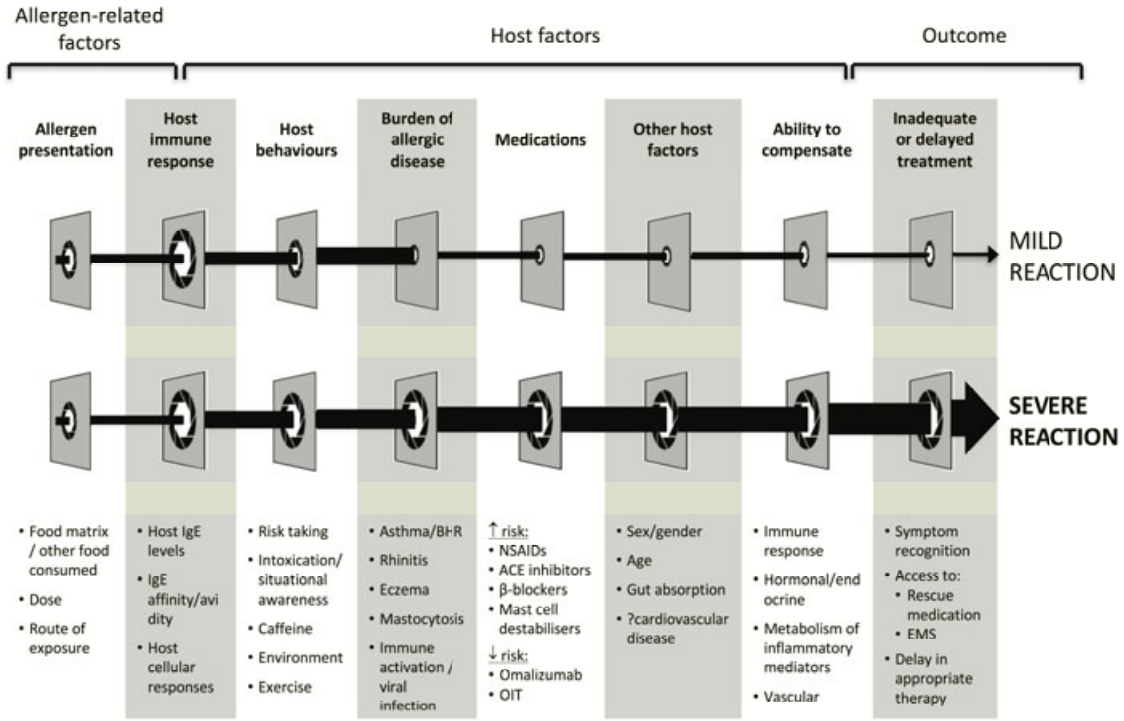 Allergen-related
factors
Host factors
Outcome
Allergen
presentation
Host
immune
response
Host
behaviours
Burden of
allergic
disease
Medications
Other host
factors
Ability to
compensate
Inadequate
or delayed
treatment
MILD
REACTION
SEVERE
REACTION
• Food matrix
/ other food
consumed
• Dose
• Route of
exposure
• Host IgE
levels
• IgE
affinity/avi
dity
• Host
cellular
responses
• Risk taking
• Intoxication/
situational
awareness
• Caffeine
• Environment
• Exercise
• Asthma/BHR
• Rhinitis
• Eczema
• Mastocytosis
• Immune
activation /
viral
infection
↑ risk:
• NSAIDs
• ACE inhibitors
• β-blockers
• Mast cell
destabilisers
↓ risk:
• Omalizumab
• OIT
• Sex/gender
• Age
• Gut absorption
• ?cardiovascular
disease
• Immune
response
• Hormonal/end
ocrine
• Metabolism of
inflammatory
mediators
• Vascular
• Symptom
recognition
• Access to:
• Rescue
medication
• EMS
• Delay in
appropriate
therapy